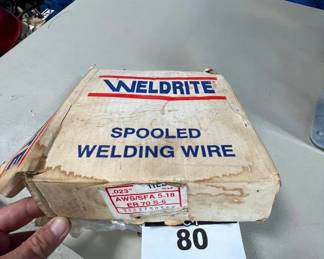 WELDRITE
SPOOLED
WELDING WIRE
.023"
AWS/SFA 5.18
ER 70 S-6
80